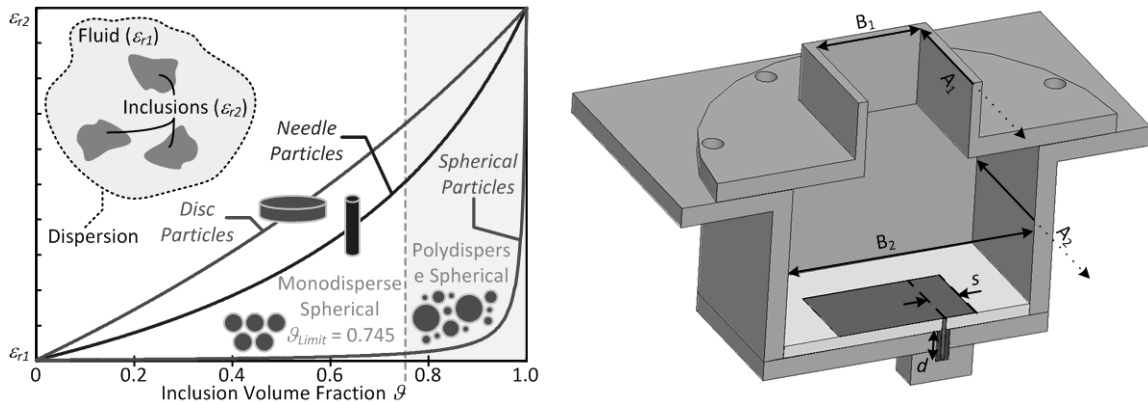 εr2
Fluid (εr1)
Inclusions (εr2)
Dispersion
Needle
Particles
Disc
Particles
Spherical
Particles
Polydispers
e Spherical
Monodisperse
Spherical
ϑLimit = 0.745
εr1
0
0.2
0.4
0.6
0.8
1.0
Inclusion Volume Fraction ϑ
B1
A1
A2
B2
s
d